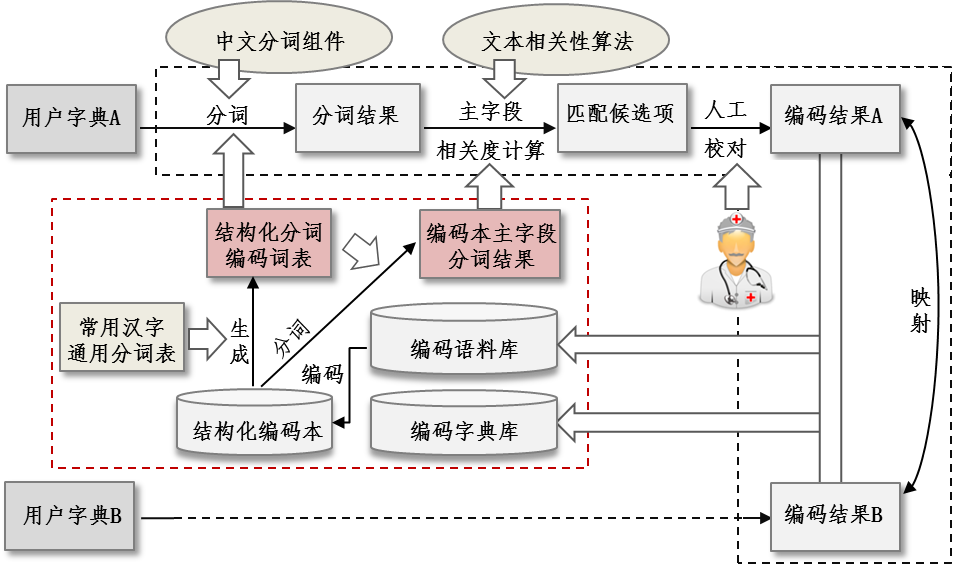 中文分词组件
文本相关性算法
用户字典A
分词
分词结果
主字段
相关度计算
匹配候选项
人工
校对
编码结果A
结构化分词
编码词表
编码本主字段
分词结果
映射
常用汉字
通用分词表
生成
分词
编码
编码语料库
结构化编码本
编码字典库
用户字典B
编码结果B